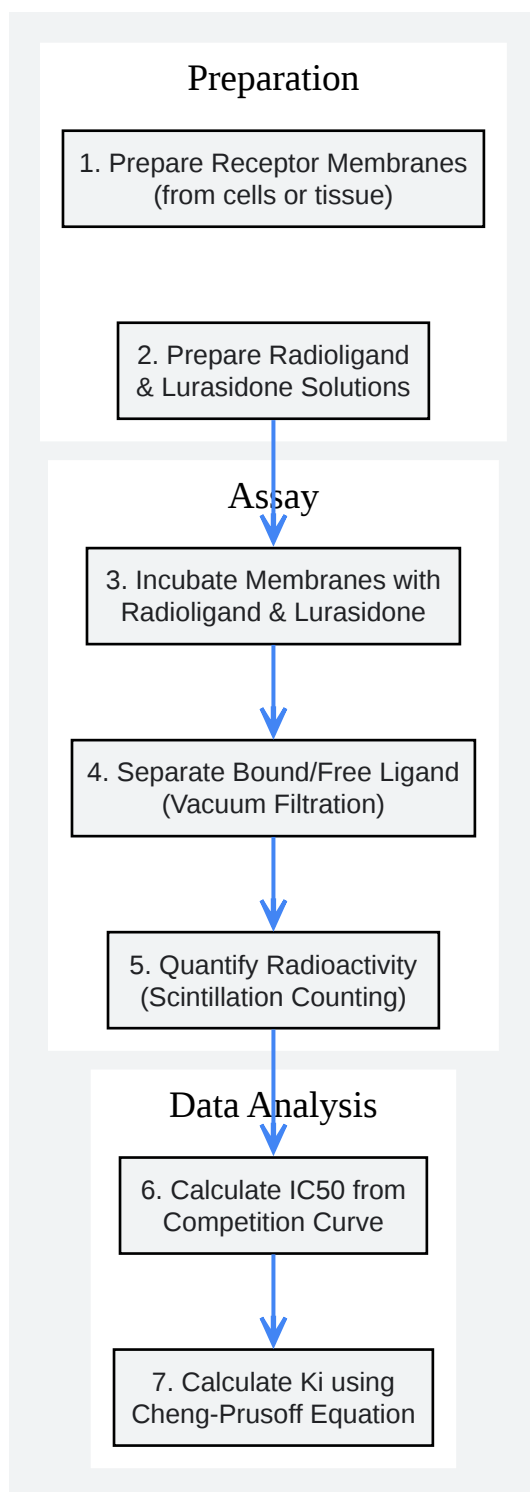 Preparation
1. Prepare Receptor Membranes
(from cells or tissue)
2. Prepare Radioligand
& Lurasidone Solutions
Assay
3. Incubate Membranes with
Radioligand & Lurasidone
4. Separate Bound/Free Ligand
(Vacuum Filtration)
5. Quantify Radioactivity
(Scintillation Counting)
Data Analysis
6. Calculate IC50 from
Competition Curve
7. Calculate Ki using
Cheng-Prusoff Equation